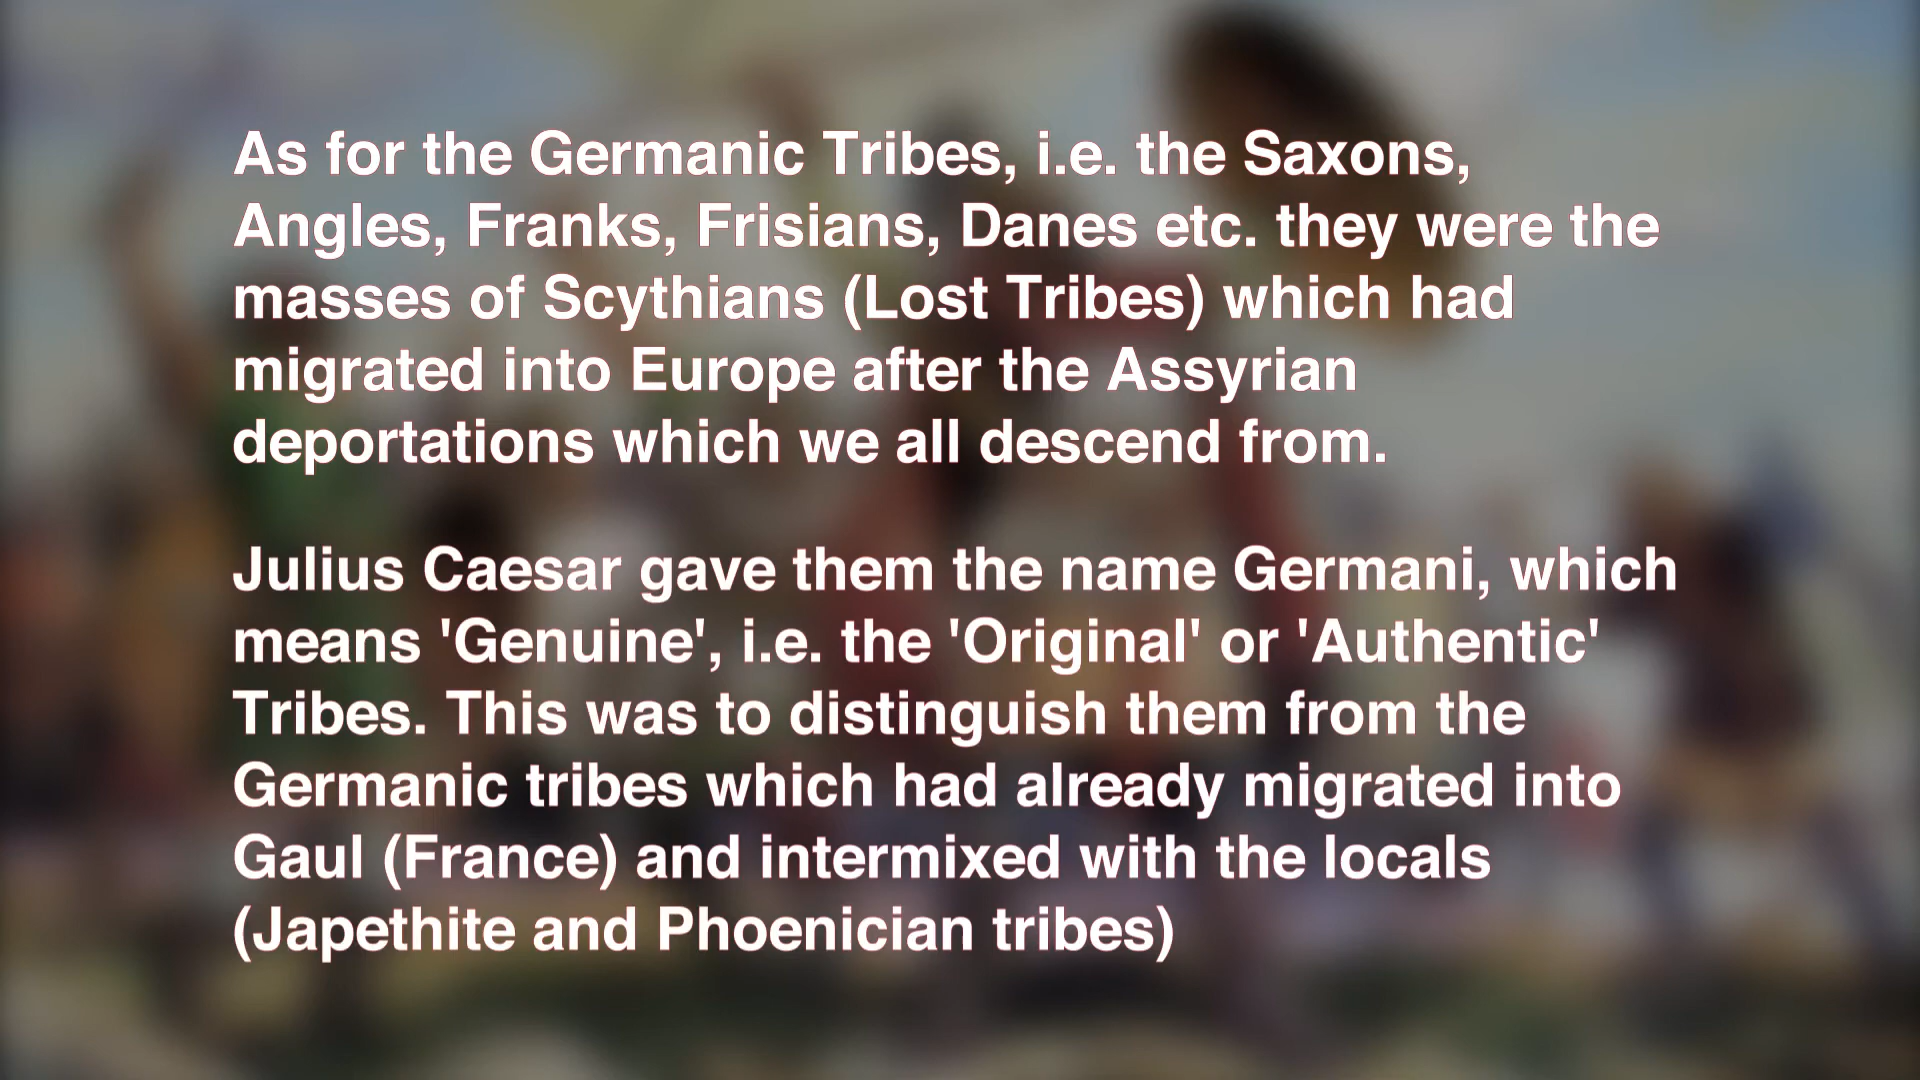 As for the Germanic Tribes, i.e. the Saxons,
Angles, Franks, Frisians, Danes etc. they were the
masses of Scythians (Lost Tribes) which had
migrated into Europe after the Assyrian
deportations which we all descend from.
Julius Caesar gave them the name Germani, which
means 'Genuine', i.e. the 'Original' or 'Authentic'
Tribes. This was to distinguish them from the
Germanic tribes which had already migrated into
Gaul (France) and intermixed with the locals
(Japethite and Phoenician tribes)